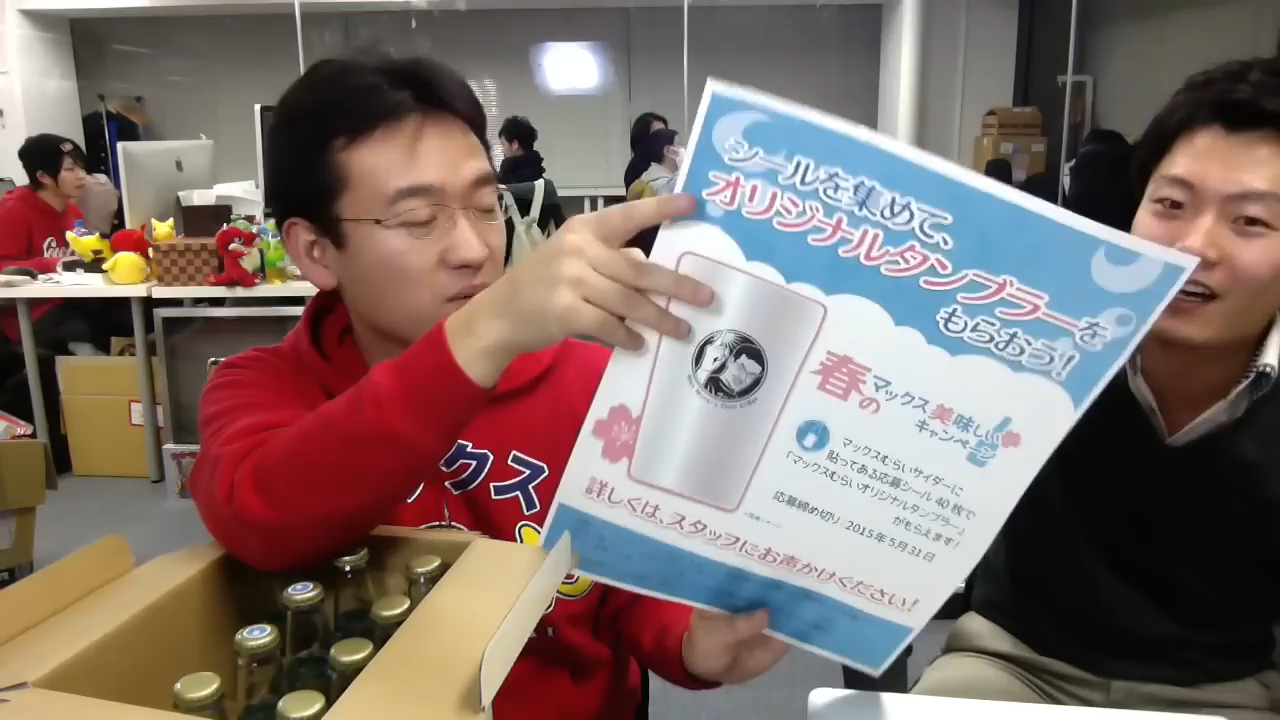 シールを集めて、
オリジナルタンブラーを
もらおう!
春の
マックス美味しい
キャンペーン
マックスむらいサイダーに
貼ってある応募シール40枚で
「マックスむらいオリジナルタンブラー」
がもらえます!
応募締め切り:2015年5月31日
詳しくは、スタッフにお声かけください!
ックス